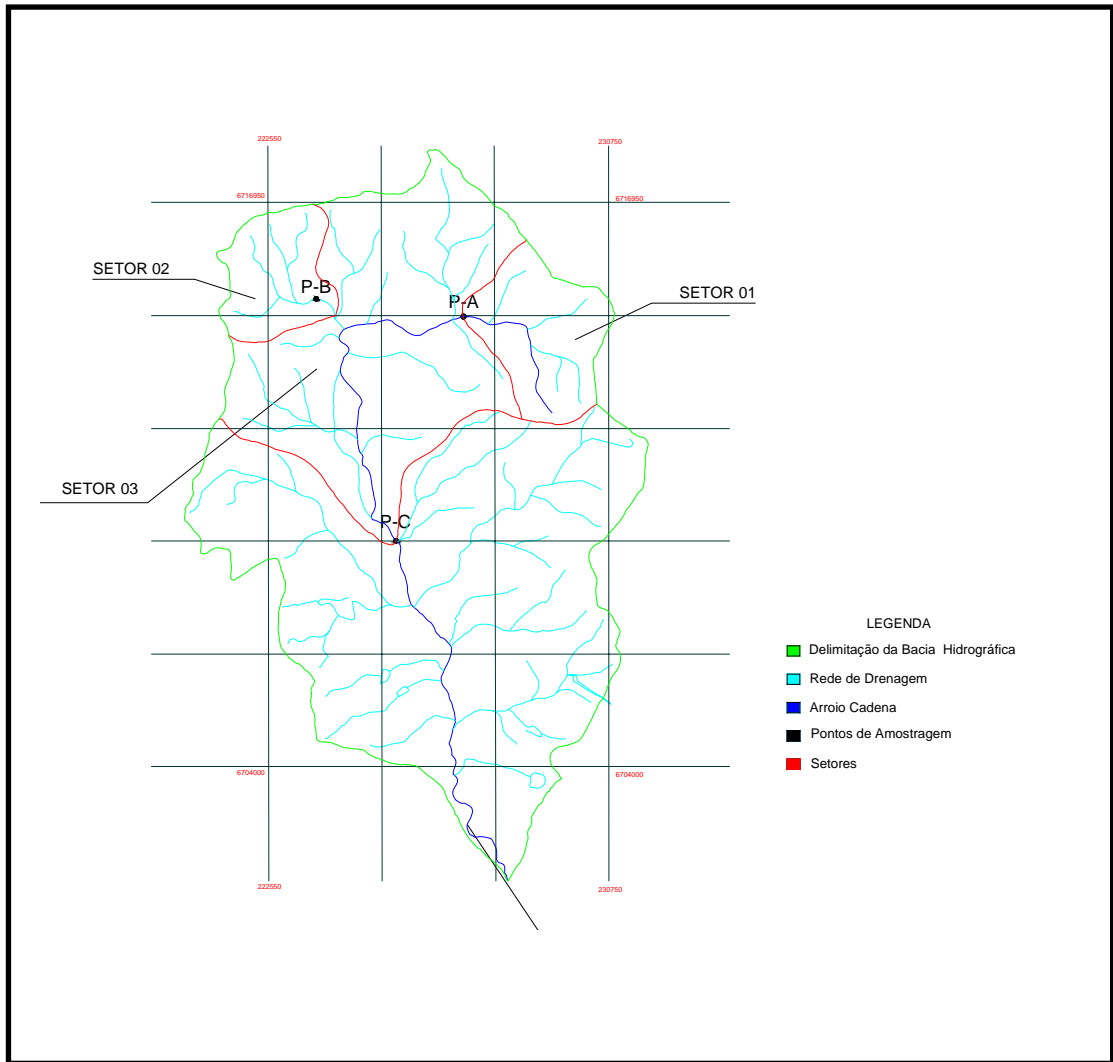 222550
230750
6716950
6716950
SETOR 02
P-B
P-A
SETOR 01
SETOR 03
P-C
LEGENDA
Delimitação da Bacia Hidrográfica
Rede de Drenagem
Arroio Cadena
Pontos de Amostragem
Setores
6704000
6704000
222550
230750